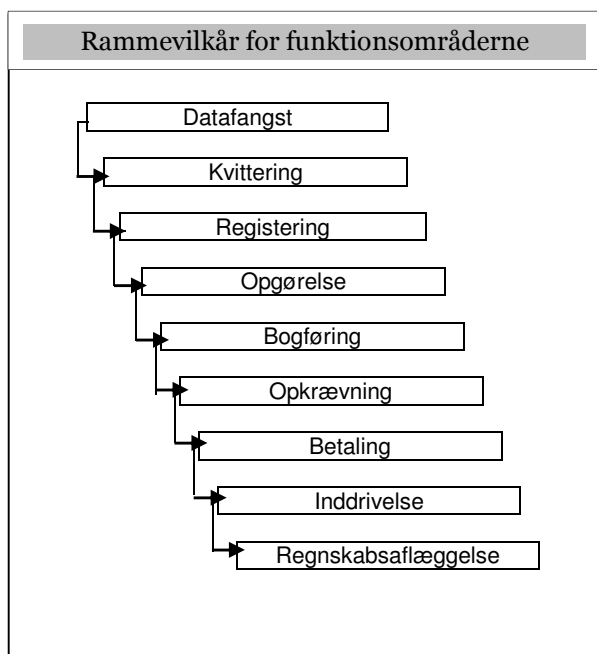 Rammevilkår for funktionsområderne
Datafangst
Kvittering
Registering
Opgørelse
Bogføring
Opkrævning
Betaling
Inddrivelse
Regnskabsaflæggelse